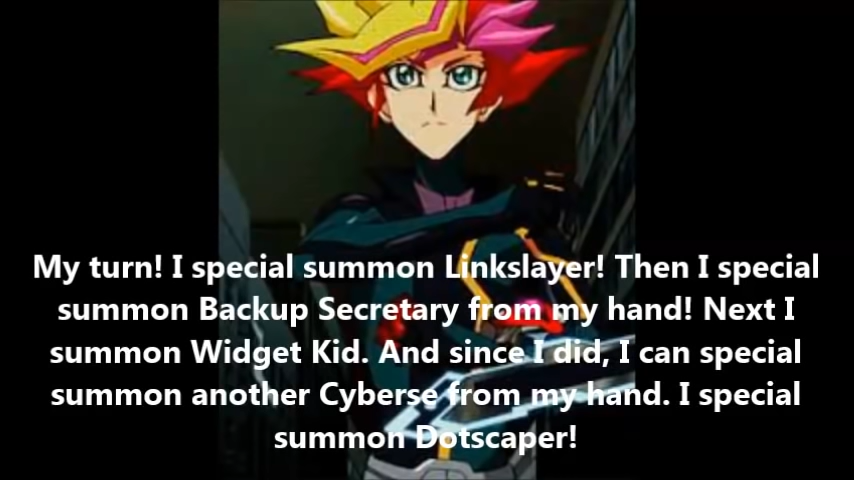 My turn! I special summon Linkslayer! Then I special
summon Backup Secretary from my hand! Next I
summon Widget Kid. And since I did, I can special
summon another Cyberse from my hand. I special
summon Dotscaper!